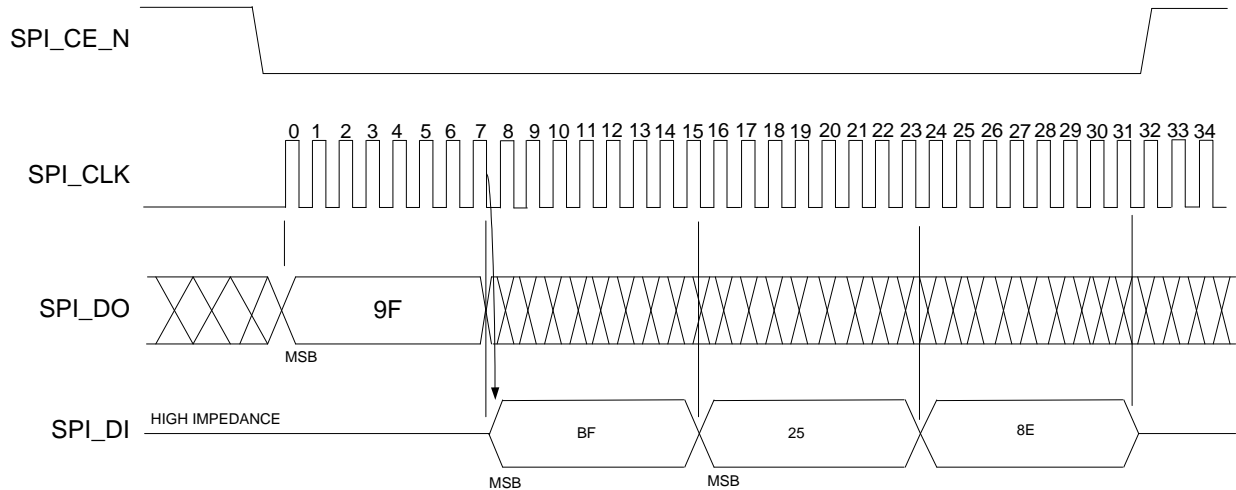 SPI_CE_N
0 1 2 3 4 5 6 7 8 9 10 11 12 13 14 15 16 17 18 19 20 21 22 23 24 25 26 27 28 29 30 31 32 33 34
SPI_CLK
SPI_DO
9F
MSB
HIGH IMPEDANCE
SPI_DI
BF 25 8E
MSB MSB